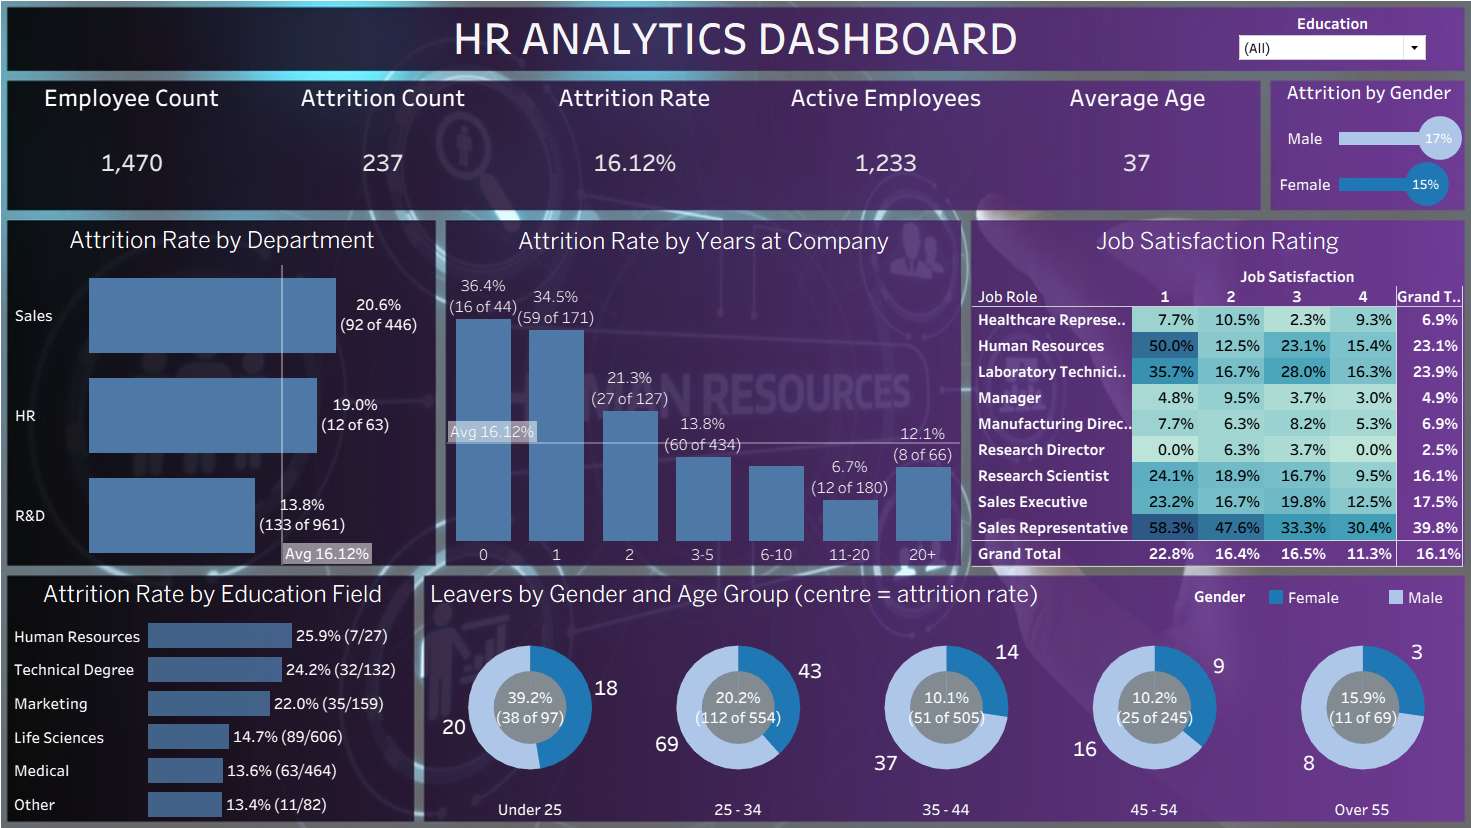 HR ANALYTICS DASHBOARD
Education
(All)
Employee Count
Attrition Count
Attrition Rate
Active Employees
Average Age
1,470
237
16.12%
1,233
37
Attrition by Gender
Male
17%
Female
15%
Attrition Rate by Department
Sales
20.6%
(92 of 446)
HR
19.0%
(12 of 63)
R&D
13.8%
(133 of 961)
Avg 16.12%
Attrition Rate by Years at Company
36.4%
(16 of 44)
34.5%
(59 of 171)
21.3%
(27 of 127)
13.8%
(60 of 434)
6.7%
(12 of 180)
12.1%
(8 of 66)
Avg 16.12%
HUMAN RESOURCES
0 1 2 3-5 6-10 11-20 20+
Job Satisfaction Rating
Job Satisfaction
Job Role 1 2 3 4 Grand T..
Healthcare Represe.. 7.7% 10.5% 2.3% 9.3% 6.9%
Human Resources 50.0% 12.5% 23.1% 15.4% 23.1%
Laboratory Technici.. 35.7% 16.7% 28.0% 16.3% 23.9%
Manager 4.8% 9.5% 3.7% 3.0% 4.9%
Manufacturing Direc.. 7.7% 6.3% 8.2% 5.3% 6.9%
Research Director 0.0% 6.3% 3.7% 0.0% 2.5%
Research Scientist 24.1% 18.9% 16.7% 9.5% 16.1%
Sales Executive 23.2% 16.7% 19.8% 12.5% 17.5%
Sales Representative 58.3% 47.6% 33.3% 30.4% 39.8%
Grand Total 22.8% 16.4% 16.5% 11.3% 16.1%
Attrition Rate by Education Field
Human Resources 25.9% (7/27)
Technical Degree 24.2% (32/132)
Marketing 22.0% (35/159)
Life Sciences 14.7% (89/606)
Medical 13.6% (63/464)
Other 13.4% (11/82)
Leavers by Gender and Age Group (centre = attrition rate)
Gender
Female
Male
39.2%
(38 of 97)
18
20
Under 25
20.2%
(112 of 554)
43
69
25 - 34
10.1%
(51 of 505)
14
37
35 - 44
10.2%
(25 of 245)
9
16
45 - 54
15.9%
(11 of 69)
3
8
Over 55